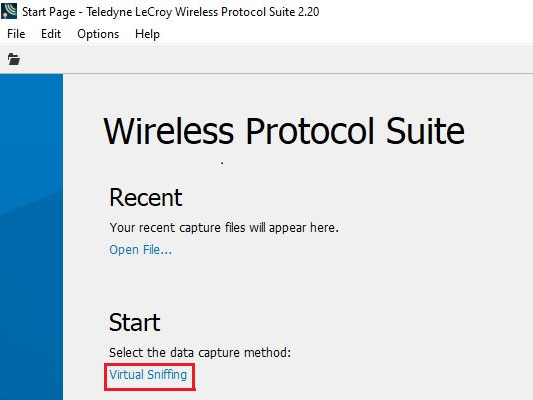 Start Page - Teledyne LeCroy Wireless Protocol Suite 2.20
File Edit Options Help
Wireless Protocol Suite
Recent
Your recent capture files will appear here.
Open File...
Start
Select the data capture method:
Virtual Sniffing